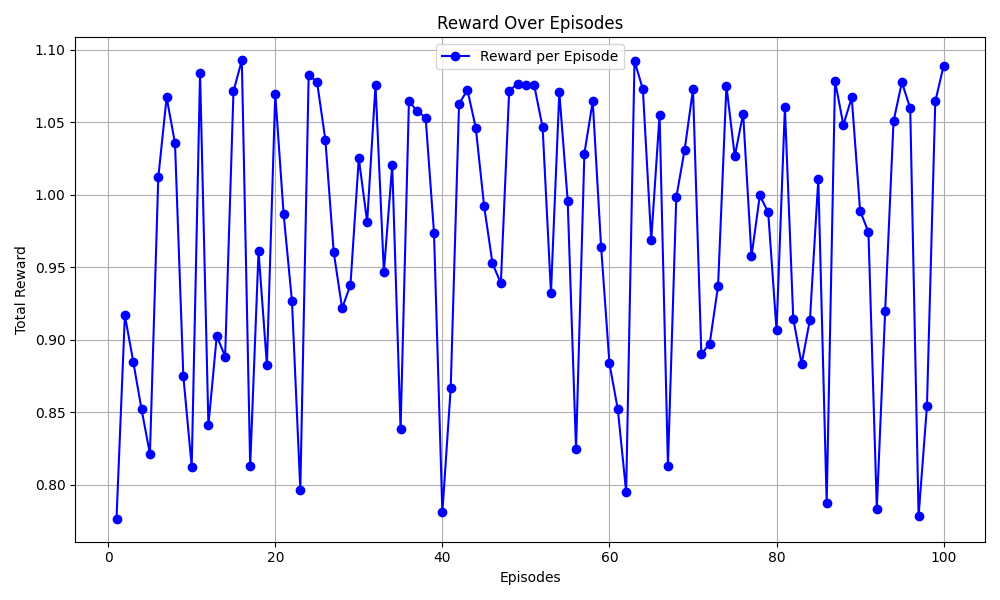 Reward Over Episodes
Reward per Episode
Total Reward
1.10
1.05
1.00
0.95
0.90
0.85
0.80
0 20 40 60 80 100
Episodes